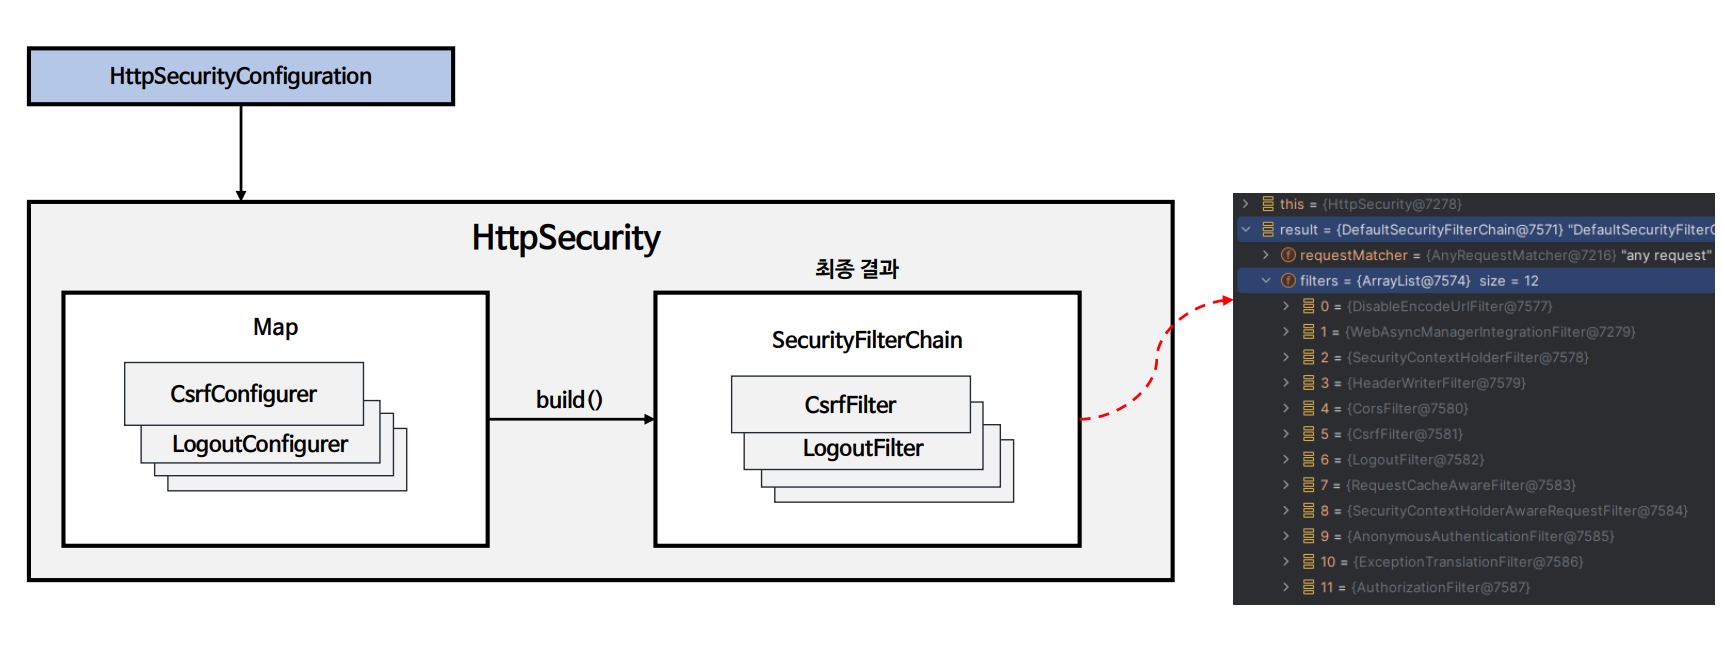 HttpSecurityConfiguration
HttpSecurity
최종 결과
Map
CsrfConfigurer
LogoutConfigurer
build()
SecurityFilterChain
CsrfFilter
LogoutFilter
this = {HttpSecurity@7278}
result = {DefaultSecurityFilterChain@7571} "DefaultSecurityFilterC
requestMatcher = {AnyRequestMatcher@7216} "any request"
filters = {ArrayList@7574} size = 12
0 = {DisableEncodeUrlFilter@7577}
1 = {WebAsyncManagerIntegrationFilter@7279}
2 = {SecurityContextHolderFilter@7578}
3 = {HeaderWriterFilter@7579}
4 = {CorsFilter@7580}
5 = {CsrfFilter@7581}
6 = {LogoutFilter@7582}
7 = {RequestCacheAwareFilter@7583}
8 = {SecurityContextHolderAwareRequestFilter@7584}
9 = {AnonymousAuthenticationFilter@7585}
10 = {ExceptionTranslationFilter@7586}
11 = {AuthorizationFilter@7587}